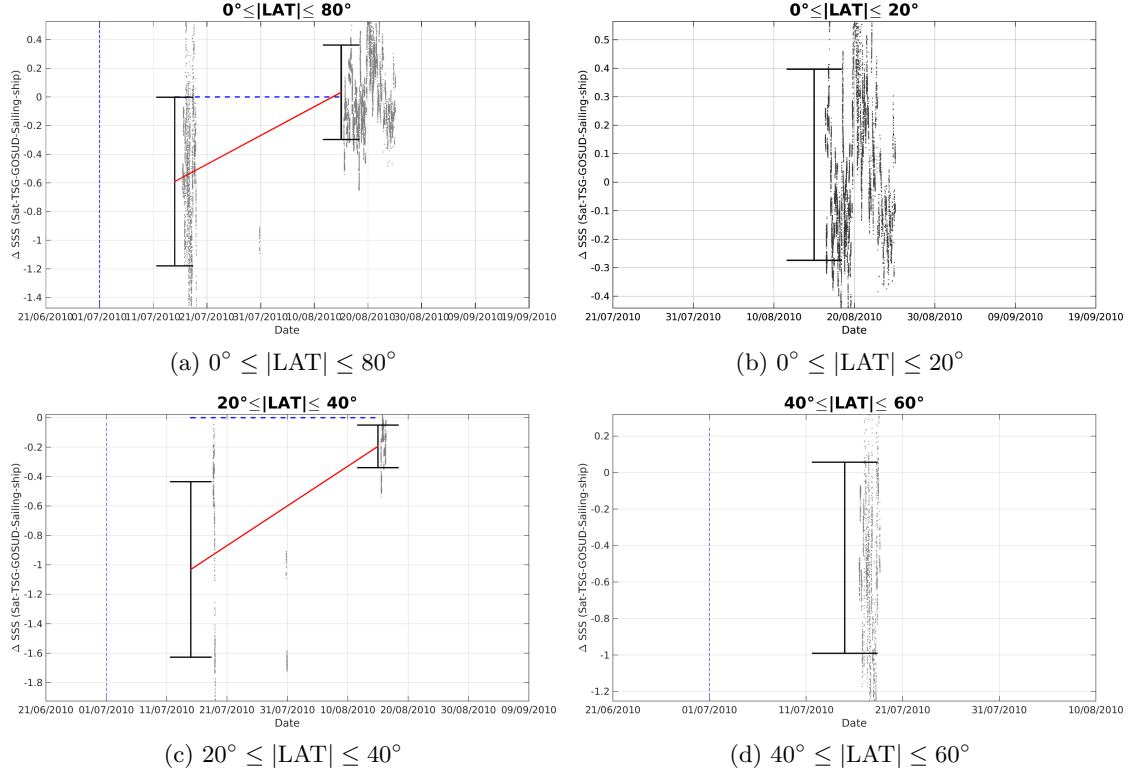 0°≤|LAT|≤ 80°
Δ SSS (Sat-TSG-GOSUD-Sailing-ship)
0.4
0.2
0
-0.2
-0.4
-0.6
-0.8
-1
-1.2
-1.4
21/06/2010 01/07/2010 11/07/2010 21/07/2010 31/07/2010 10/08/2010 20/08/2010 30/08/2010 09/09/2010 19/09/2010
Date
(a) 0° ≤ |LAT| ≤ 80°
0°≤|LAT|≤ 20°
Δ SSS (Sat-TSG-GOSUD-Sailing-ship)
0.5
0.4
0.3
0.2
0.1
0
-0.1
-0.2
-0.3
-0.4
21/07/2010 31/07/2010 10/08/2010 20/08/2010 30/08/2010 09/09/2010 19/09/2010
Date
(b) 0° ≤ |LAT| ≤ 20°
20°≤|LAT|≤ 40°
Δ SSS (Sat-TSG-GOSUD-Sailing-ship)
0
-0.2
-0.4
-0.6
-0.8
-1
-1.2
-1.4
-1.6
-1.8
21/06/2010 01/07/2010 11/07/2010 21/07/2010 31/07/2010 10/08/2010 20/08/2010 30/08/2010 09/09/2010
Date
(c) 20° ≤ |LAT| ≤ 40°
40°≤|LAT|≤ 60°
Δ SSS (Sat-TSG-GOSUD-Sailing-ship)
0.2
0
-0.2
-0.4
-0.6
-0.8
-1
-1.2
21/06/2010 01/07/2010 11/07/2010 21/07/2010 31/07/2010 10/08/2010
Date
(d) 40° ≤ |LAT| ≤ 60°